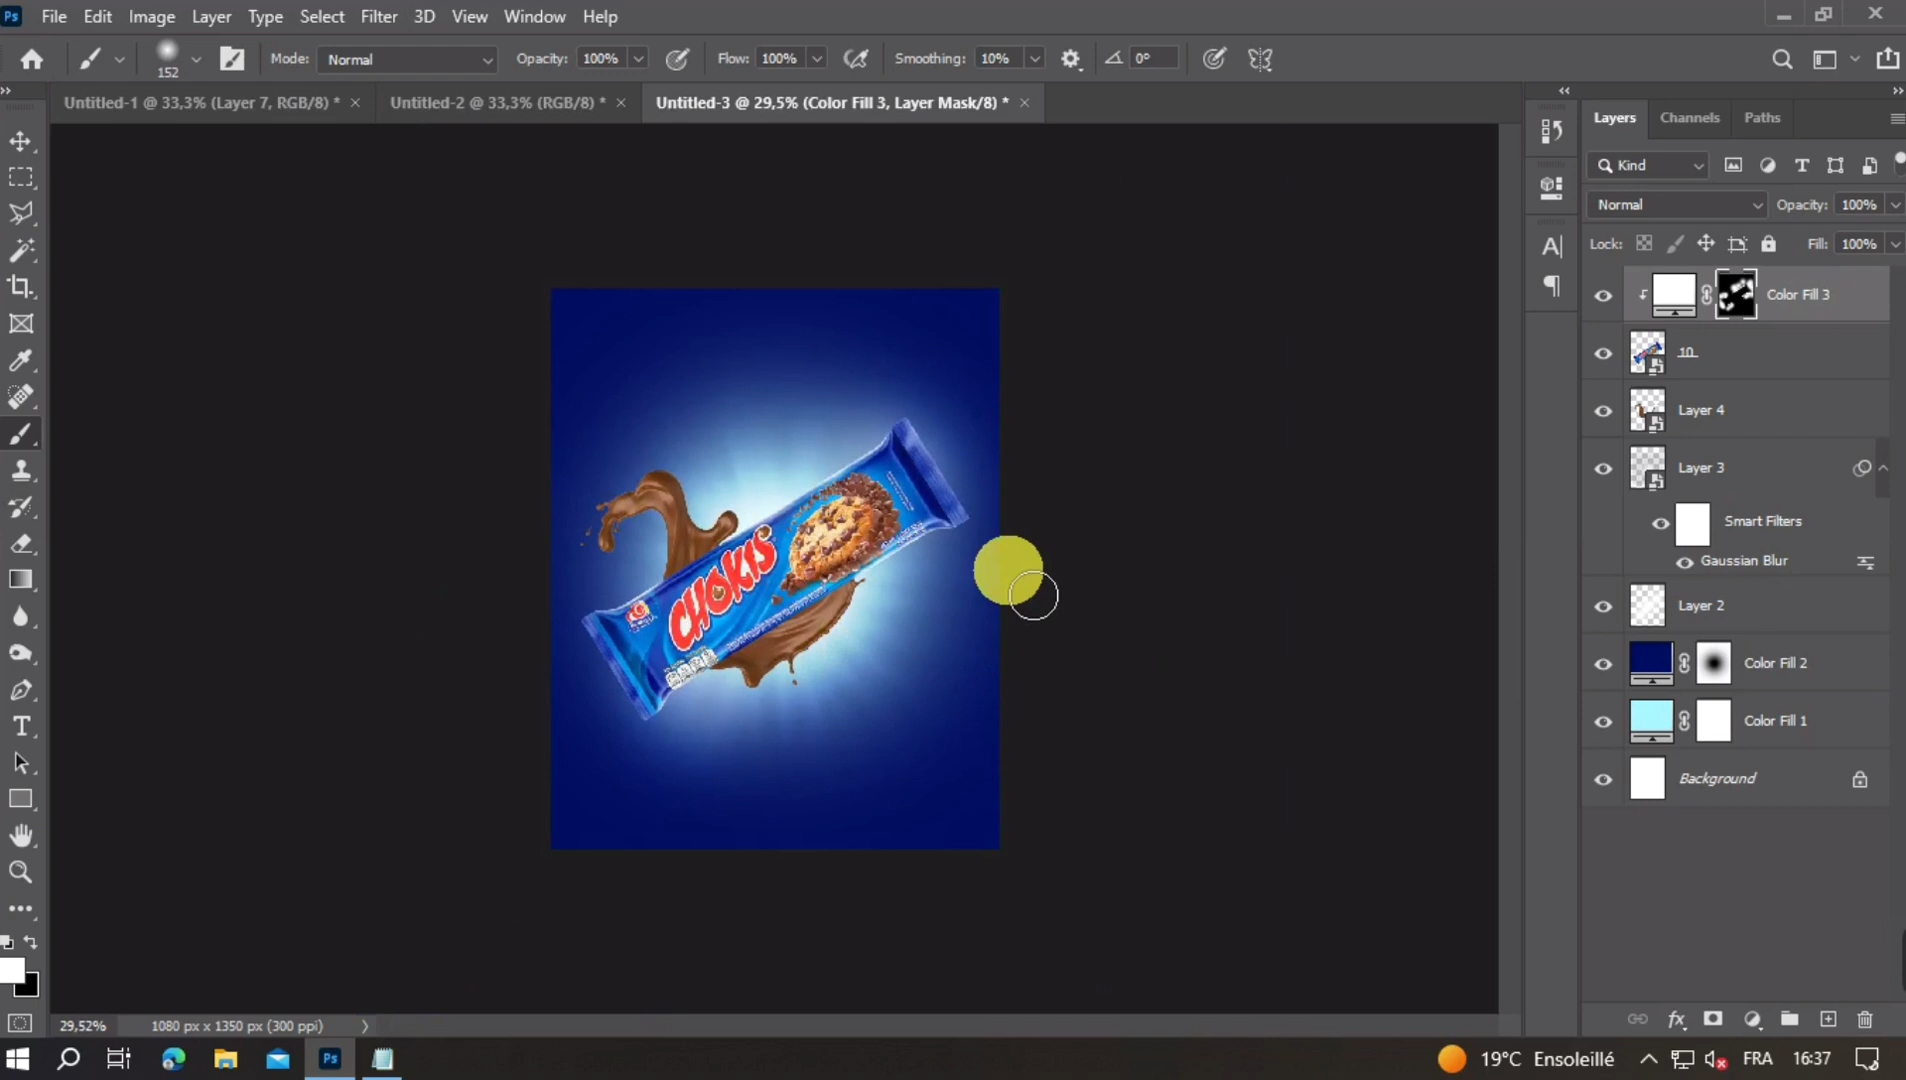 Ps File Edit Image Layer Type Select Filter 3D View Window Help
152 Mode: Normal Opacity: 100% Flow: 100% Smoothing: 10% 0°
Untitled-1 @ 33,3% (Layer 7, RGB/8) * × Untitled-2 @ 33,3% (RGB/8) * × Untitled-3 @ 29,5% (Color Fill 3, Layer Mask/8) * ×
Layers Channels Paths
Kind
Normal Opacity: 100%
Lock: Fill: 100%
Color Fill 3
10
Layer 4
Layer 3
Smart Filters
Gaussian Blur
Layer 2
Color Fill 2
Color Fill 1
Background
CHOKIS
29,52% 1080 px x 1350 px (300 ppi)
fx
Ps 19°C Ensoleillé FRA 16:37